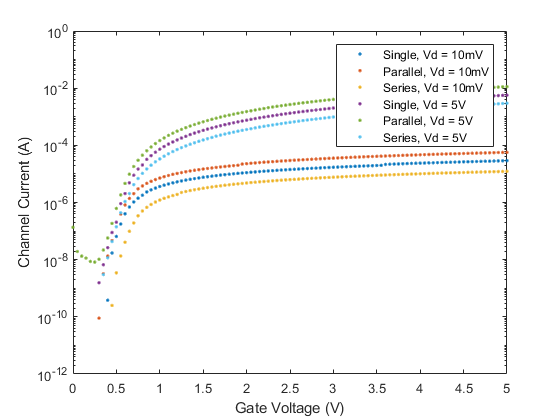 10^0
10^-2
10^-4
10^-6
10^-8
10^-10
10^-12
Channel Current (A)
Single, Vd = 10mV
Parallel, Vd = 10mV
Series, Vd = 10mV
Single, Vd = 5V
Parallel, Vd = 5V
Series, Vd = 5V
0 0.5 1 1.5 2 2.5 3 3.5 4 4.5 5
Gate Voltage (V)